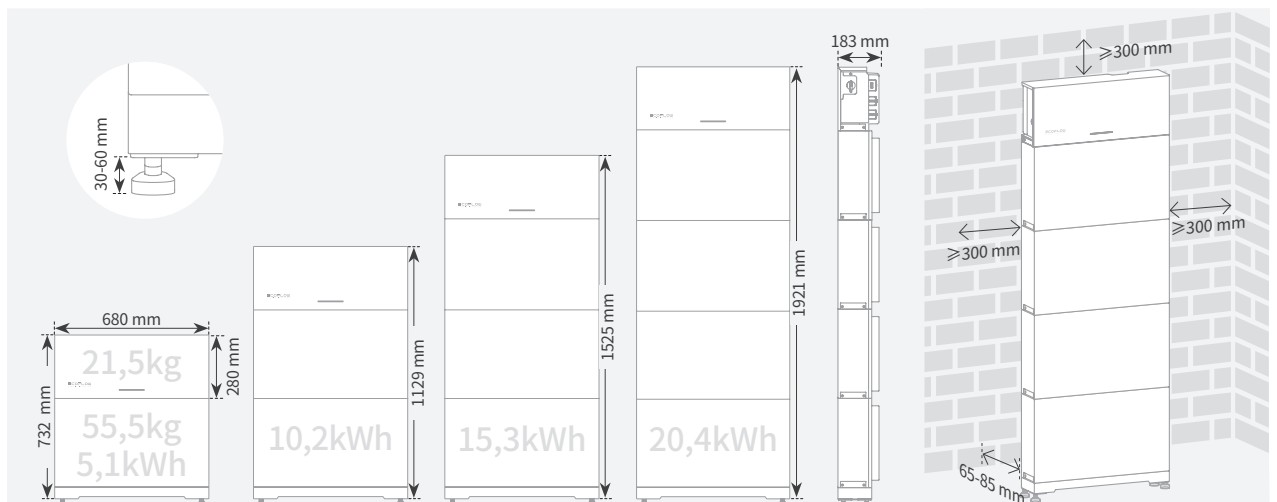 30-60 mm
680 mm
21,5kg
280 mm
732 mm
55,5kg
5,1kWh
1129 mm
10,2kWh
1525 mm
15,3kWh
1921 mm
20,4kWh
183 mm
⩾300 mm
⩾300 mm
⩾300 mm
65-85 mm